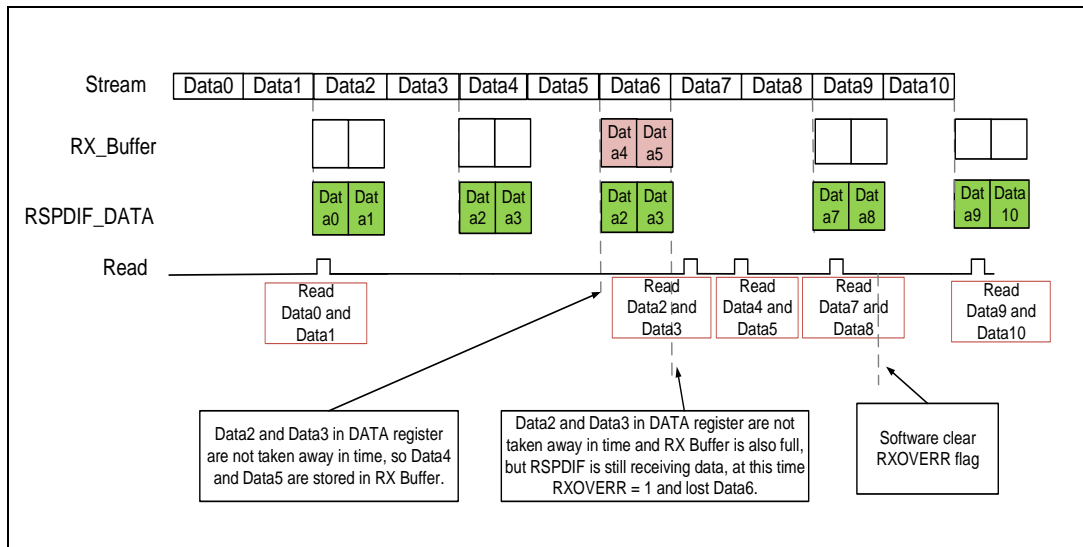 Stream Data0 Data1 Data2 Data3 Data4 Data5 Data6 Data7 Data8 Data9 Data10
RX_Buffer
Dat Dat
a4 a5
RSPDIF_DATA
Dat Dat Dat Dat Dat Dat Dat Dat Dat Data
a0 a1 a2 a3 a2 a3 a7 a8 a9 10
Read
Read
Data0 and
Data1
Read
Data2 and
Data3
Read
Data4 and
Data5
Read
Data7 and
Data8
Read
Data9 and
Data10
Data2 and Data3 in DATA register
are not taken away in time, so Data4
and Data5 are stored in RX Buffer.
Data2 and Data3 in DATA register are not
taken away in time and RX Buffer is also full,
but RSPDIF is still receiving data, at this time
RXOVERR = 1 and lost Data6.
Software clear
RXOVERR flag